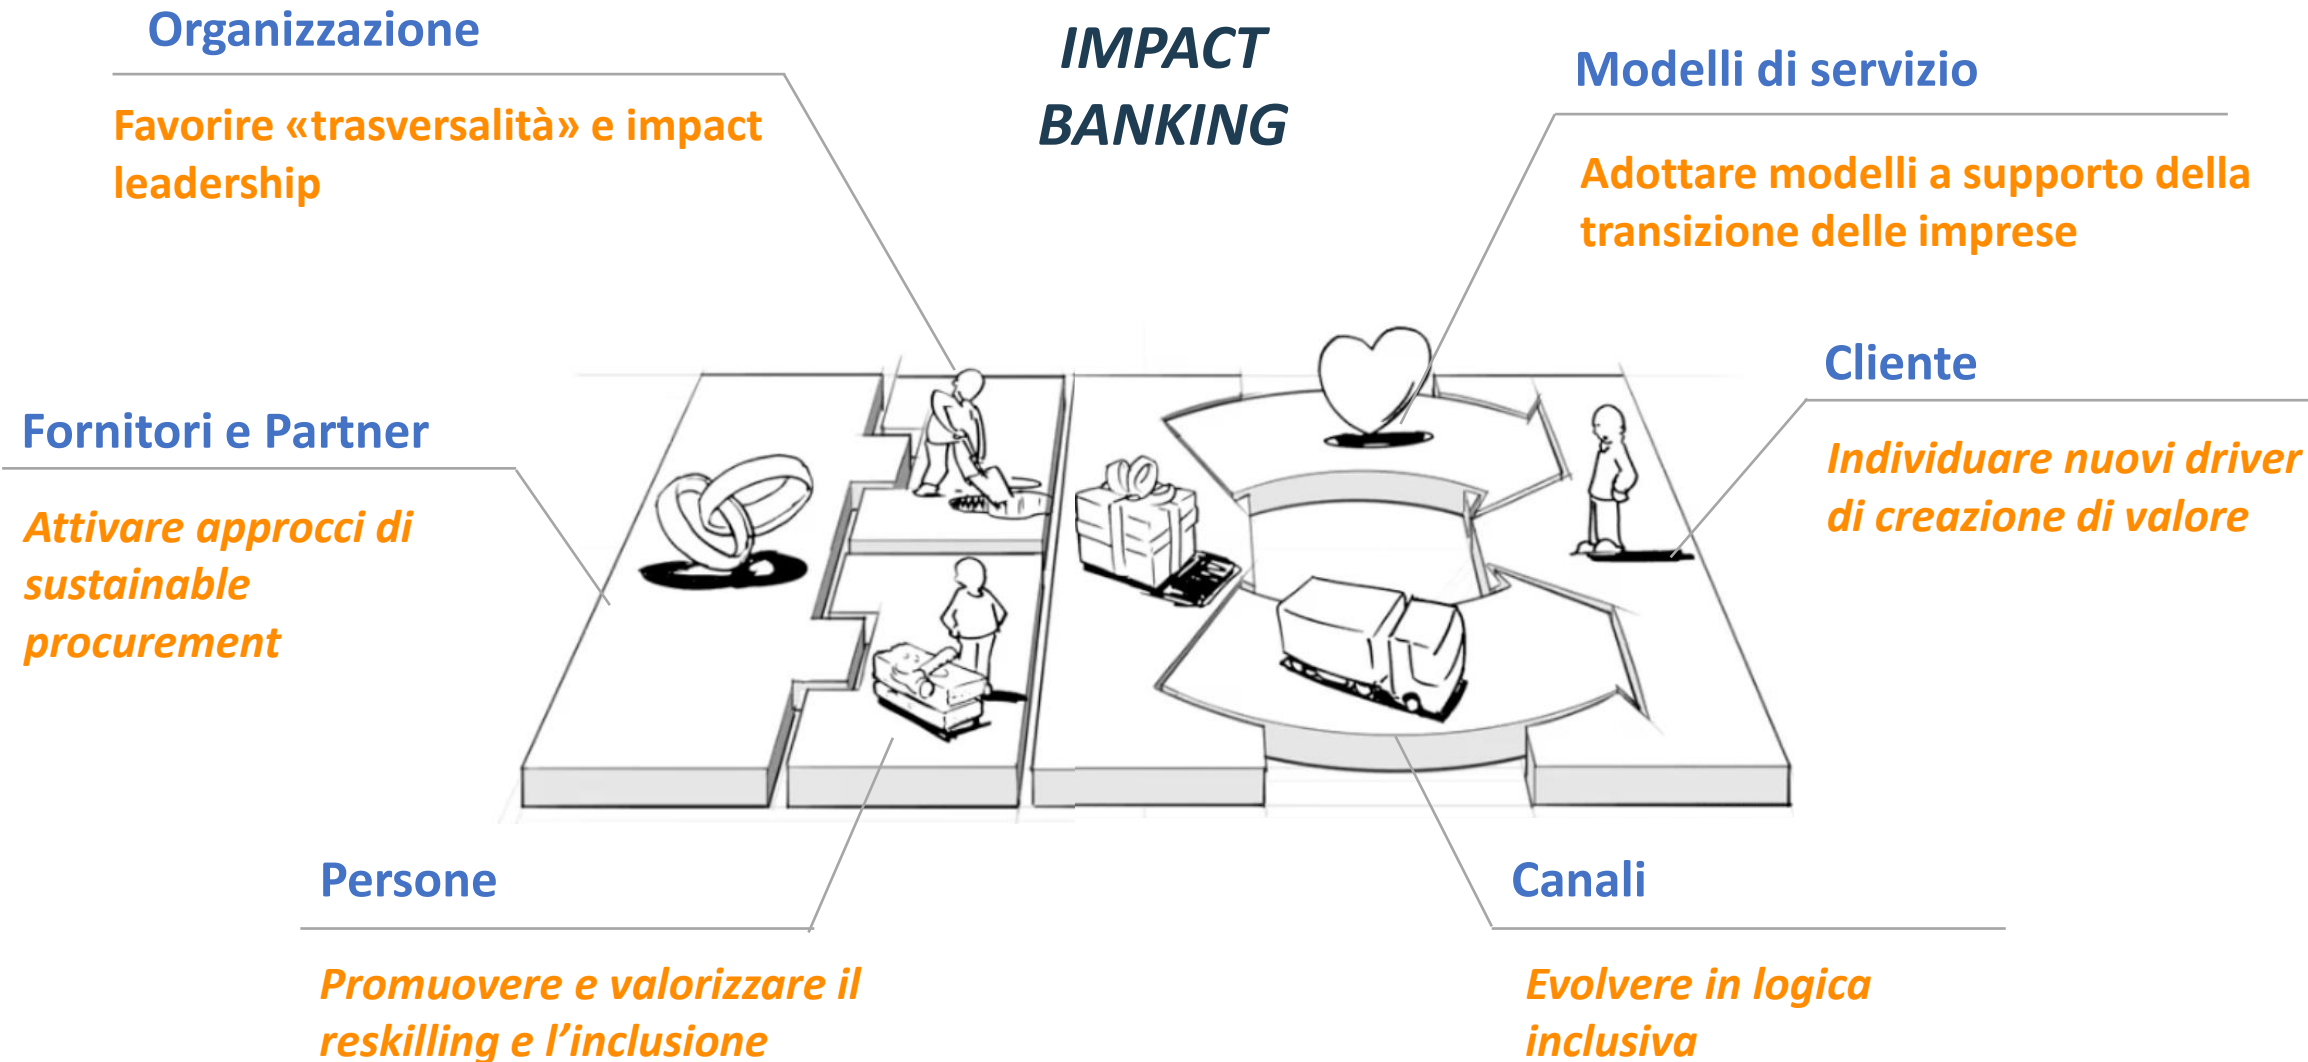 Organizzazione
Favorire «trasversalità» e impact
leadership
IMPACT
BANKING
Modelli di servizio
Adottare modelli a supporto della
transizione delle imprese
Cliente
Individuare nuovi driver
di creazione di valore
Fornitori e Partner
Attivare approcci di
sustainable
procurement
Persone
Promuovere e valorizzare il
reskilling e l’inclusione
Canali
Evolvere in logica
inclusiva